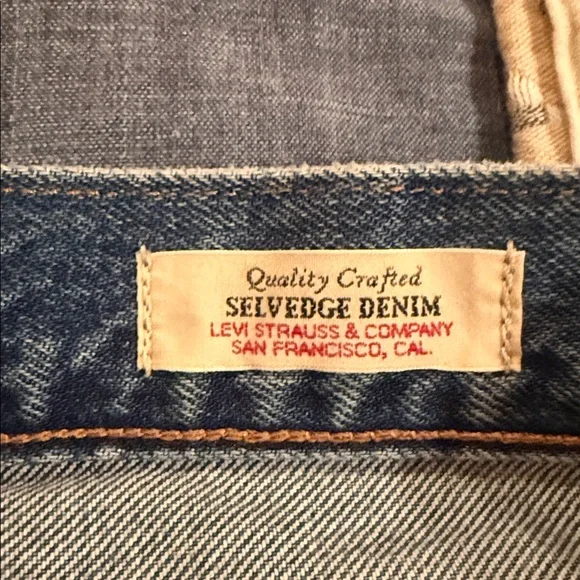 Quality Crafted
SELVEDGE DENIM
LEVI STRAUSS & COMPANY
SAN FRANCISCO, CAL.